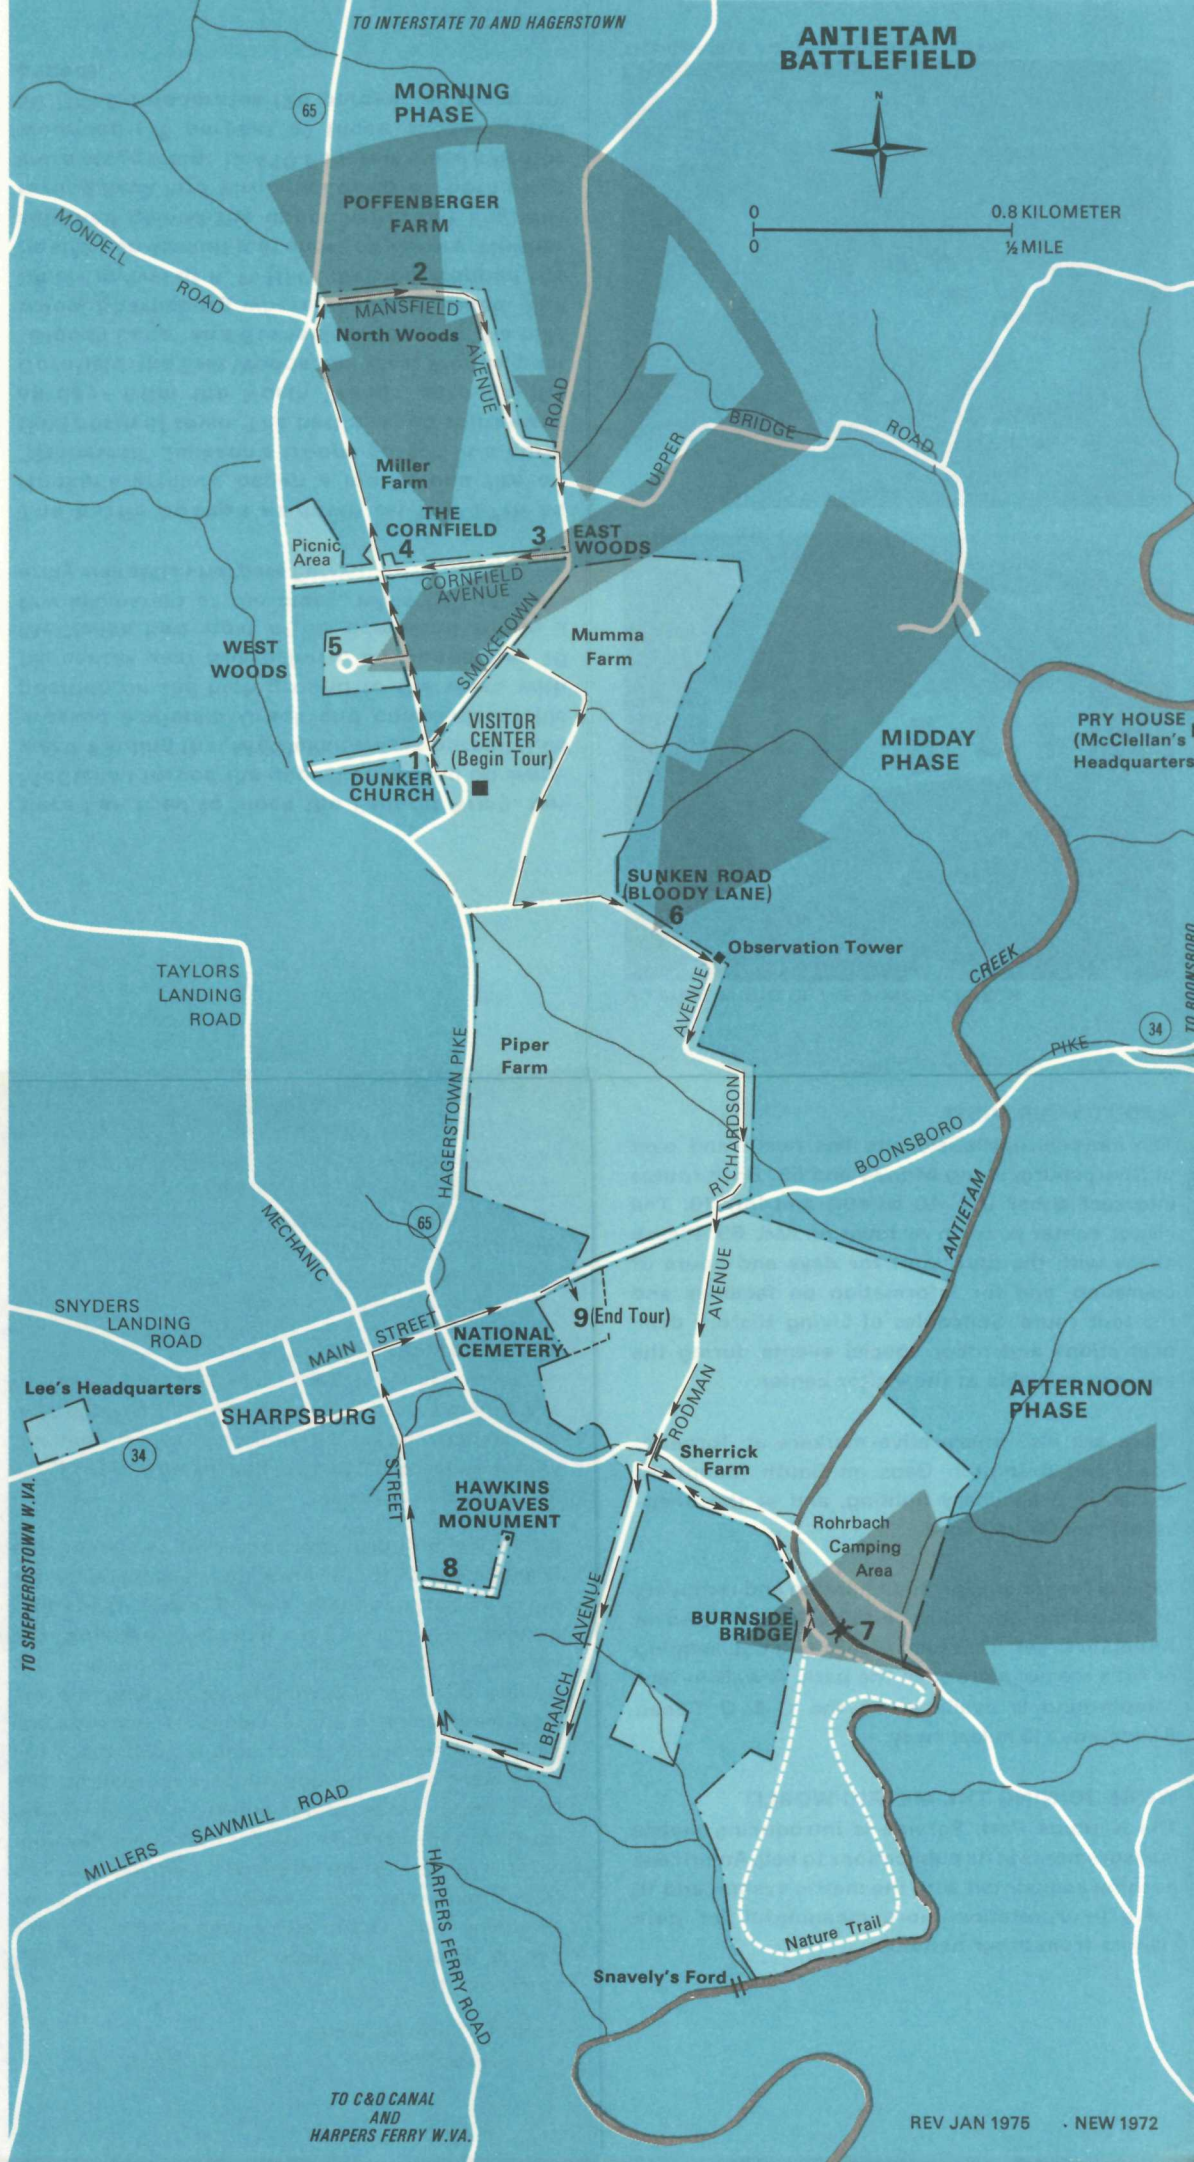 TO INTERSTATE 70 AND HAGERSTOWN
ANTIETAM
BATTLEFIELD
N
0 0.8 KILOMETER
0 ½ MILE
65
MORNING
PHASE
POFFENBERGER
FARM
MONDELL ROAD
2
MANSFIELD
AVENUE
North Woods
ROAD
UPPER BRIDGE ROAD
Miller
Farm
THE
CORNFIELD
3
EAST
WOODS
Picnic
Area
4
CORNFIELD
AVENUE
SMOKETOWN
Mumma
Farm
WEST
WOODS
5
VISITOR
CENTER
(Begin Tour)
1
DUNKER
CHURCH
MIDDAY
PHASE
PRY HOUSE
(McClellan's
Headquarters
SUNKEN ROAD
(BLOODY LANE)
6
Observation Tower
CREEK
TO BOONSBORO
TAYLORS
LANDING
ROAD
AVENUE
34
PIKE
Piper
Farm
HAGERSTOWN PIKE
RICHARDSON
BOONSBORO
ANTIETAM
65
MECHANIC
AVENUE
SNYDERS
LANDING
ROAD
9 (End Tour)
MAIN STREET
NATIONAL
CEMETERY
Lee's Headquarters
SHARPSBURG
34
RODMAN
AFTERNOON
PHASE
Sherrick
Farm
STREET
TO SHEPHERDSTOWN W.VA.
HAWKINS
ZOUAVES
MONUMENT
8
Rohrbach
Camping
Area
BURNSIDE
BRIDGE
7
AVENUE
BRANCH
MILLERS SAWMILL ROAD
HARPERS FERRY ROAD
Nature Trail
Snavely's Ford
TO C&O CANAL
AND
HARPERS FERRY W.VA.
REV JAN 1975 · NEW 1972